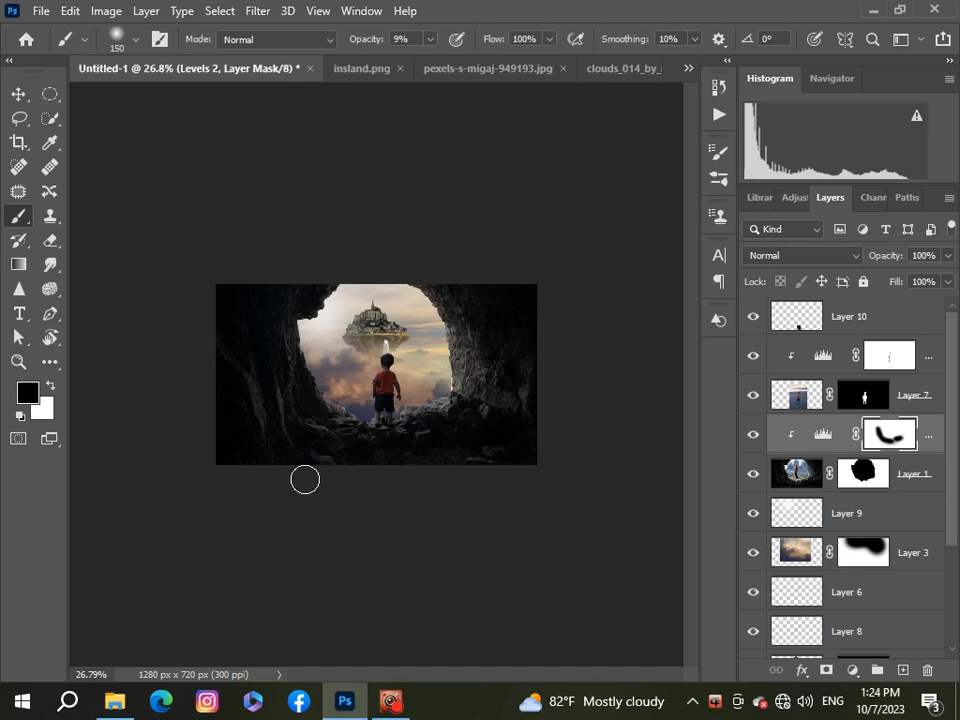 Ps File Edit Image Layer Type Select Filter 3D View Window Help
150 Mode: Normal Opacity: 9% Flow: 100% Smoothing: 10% 0°
Untitled-1 @ 26.8% (Levels 2, Layer Mask/8) * × insland.png × pexels-s-migaj-949193.jpg × clouds_014_by_
Histogram Navigator
Librar Adjus Layers Chann Paths
Kind
Normal Opacity: 100%
Lock: Fill: 100%
Layer 10
...
Layer 7
...
Layer 1
Layer 9
Layer 3
Layer 6
Layer 8
fx
26.79% 1280 px x 720 px (300 ppi)
Ps 82°F Mostly cloudy ENG 1:24 PM
10/7/2023 3